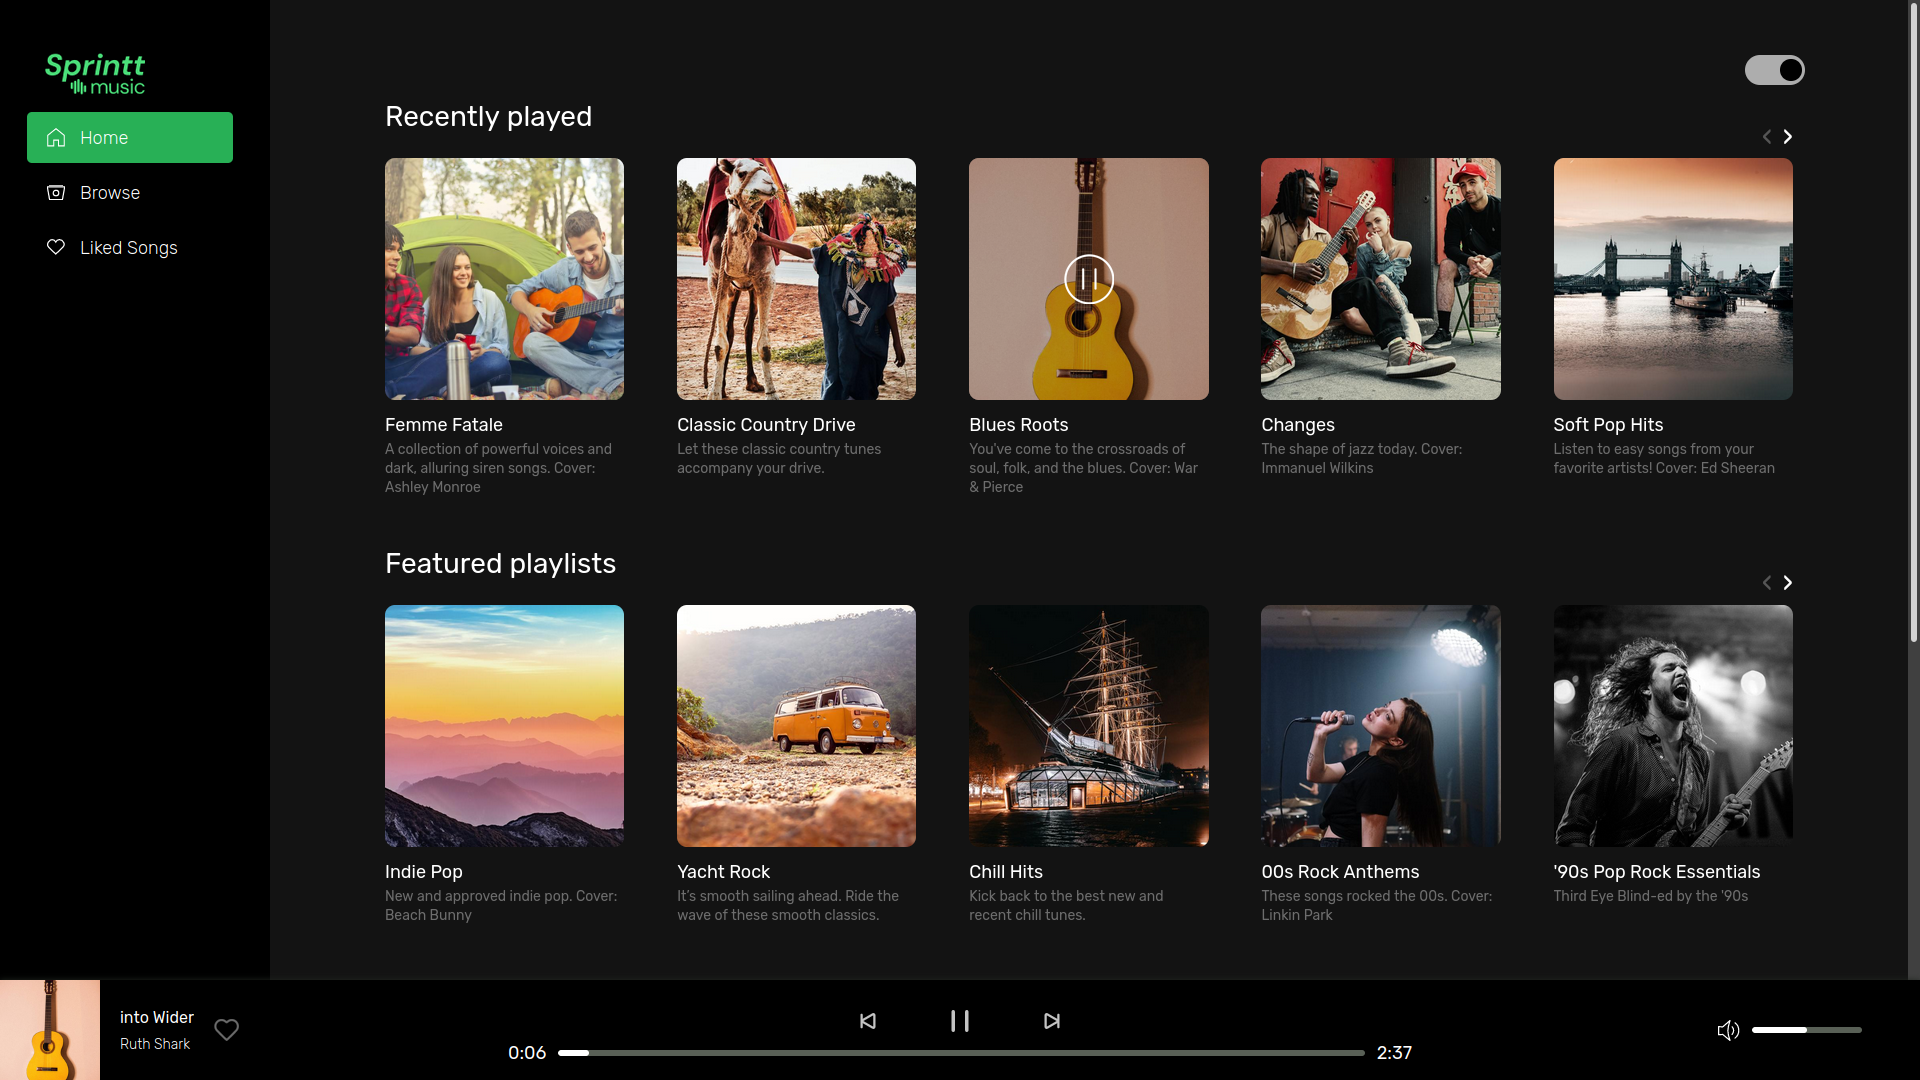 Sprintt
music
Home
Browse
Liked Songs
Recently played
Femme Fatale
A collection of powerful voices and
dark, alluring siren songs. Cover:
Ashley Monroe
Classic Country Drive
Let these classic country tunes
accompany your drive.
Blues Roots
You've come to the crossroads of
soul, folk, and the blues. Cover: War
& Pierce
Changes
The shape of jazz today. Cover:
Immanuel Wilkins
Soft Pop Hits
Listen to easy songs from your
favorite artists! Cover: Ed Sheeran
Featured playlists
Indie Pop
New and approved indie pop. Cover:
Beach Bunny
Yacht Rock
It's smooth sailing ahead. Ride the
wave of these smooth classics.
Chill Hits
Kick back to the best new and
recent chill tunes.
00s Rock Anthems
These songs rocked the 00s. Cover:
Linkin Park
'90s Pop Rock Essentials
Third Eye Blind-ed by the '90s
into Wider
Ruth Shark
0:06
2:37